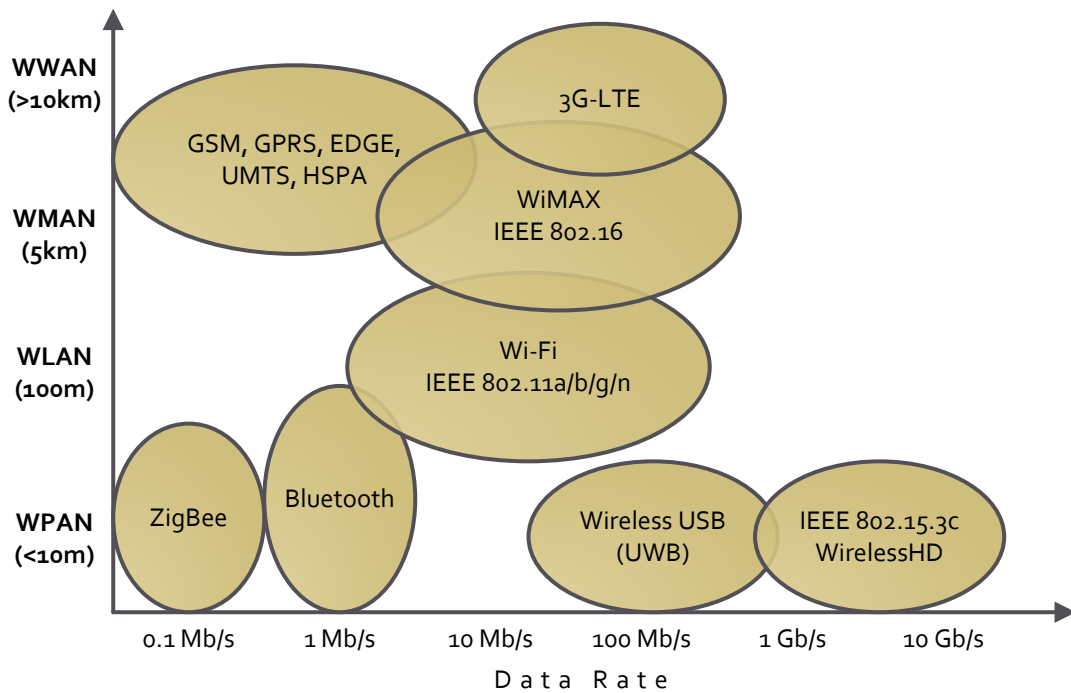 WWAN
(>10km)
3G-LTE
GSM, GPRS, EDGE,
UMTS, HSPA
WiMAX
IEEE 802.16
WMAN
(5km)
Wi-Fi
IEEE 802.11a/b/g/n
WLAN
(100m)
ZigBee
Bluetooth
Wireless USB
(UWB)
IEEE 802.15.3c
WirelessHD
WPAN
(<10m)
0.1 Mb/s
1 Mb/s
10 Mb/s
100 Mb/s
1 Gb/s
10 Gb/s
Data Rate